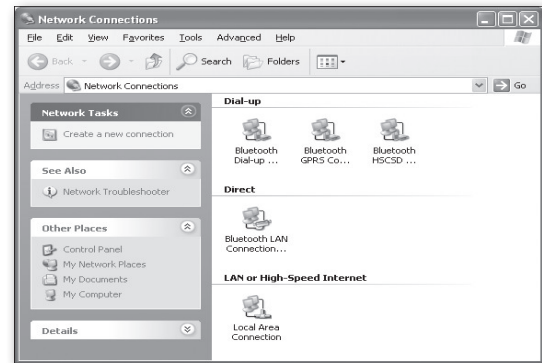 Network Connections
File Edit View Favorites Tools Advanced Help
Back Search Folders
Address Network Connections Go
Network Tasks
Create a new connection
See Also
Network Troubleshooter
Other Places
Control Panel
My Network Places
My Documents
My Computer
Details
Dial-up
Bluetooth Dial-up ...
Bluetooth GPRS Co...
Bluetooth HSCSD ...
Direct
Bluetooth LAN
Connection...
LAN or High-Speed Internet
Local Area
Connection